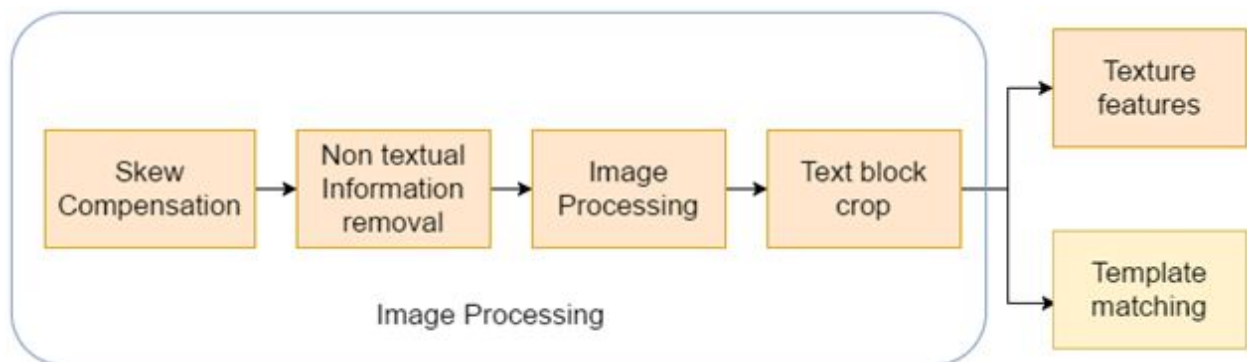 Skew
Compensation
Non textual
Information
removal
Image
Processing
Text block
crop
Texture
features
Template
matching
Image Processing